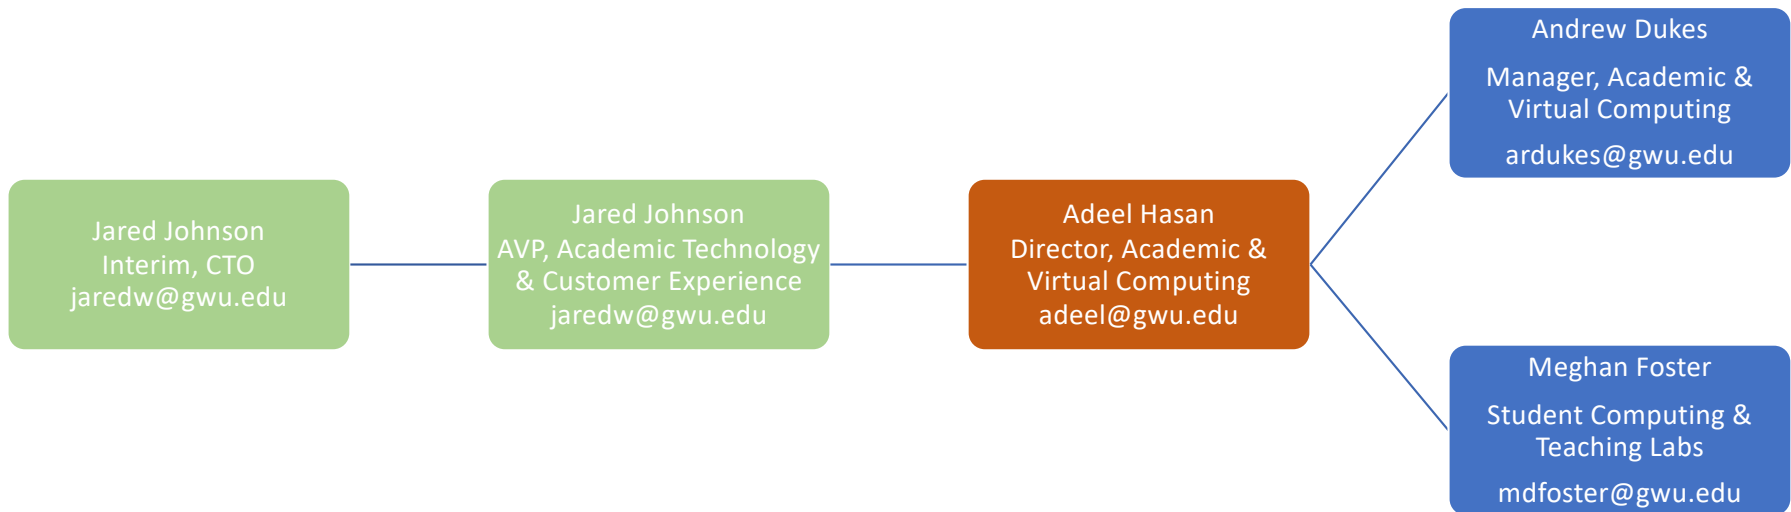 Jared Johnson
Interim, CTO
jaredw@gwu.edu
Jared Johnson
AVP, Academic Technology
& Customer Experience
jaredw@gwu.edu
Adeel Hasan
Director, Academic &
Virtual Computing
adeel@gwu.edu
Andrew Dukes
Manager, Academic &
Virtual Computing
ardukes@gwu.edu
Meghan Foster
Student Computing &
Teaching Labs
mdfoster@gwu.edu